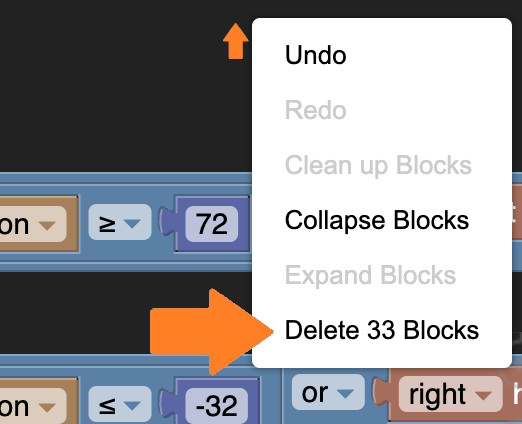 Undo
Redo
Clean up Blocks
Collapse Blocks
Expand Blocks
Delete 33 Blocks
on ≥ 72
on ≤ -32 or right